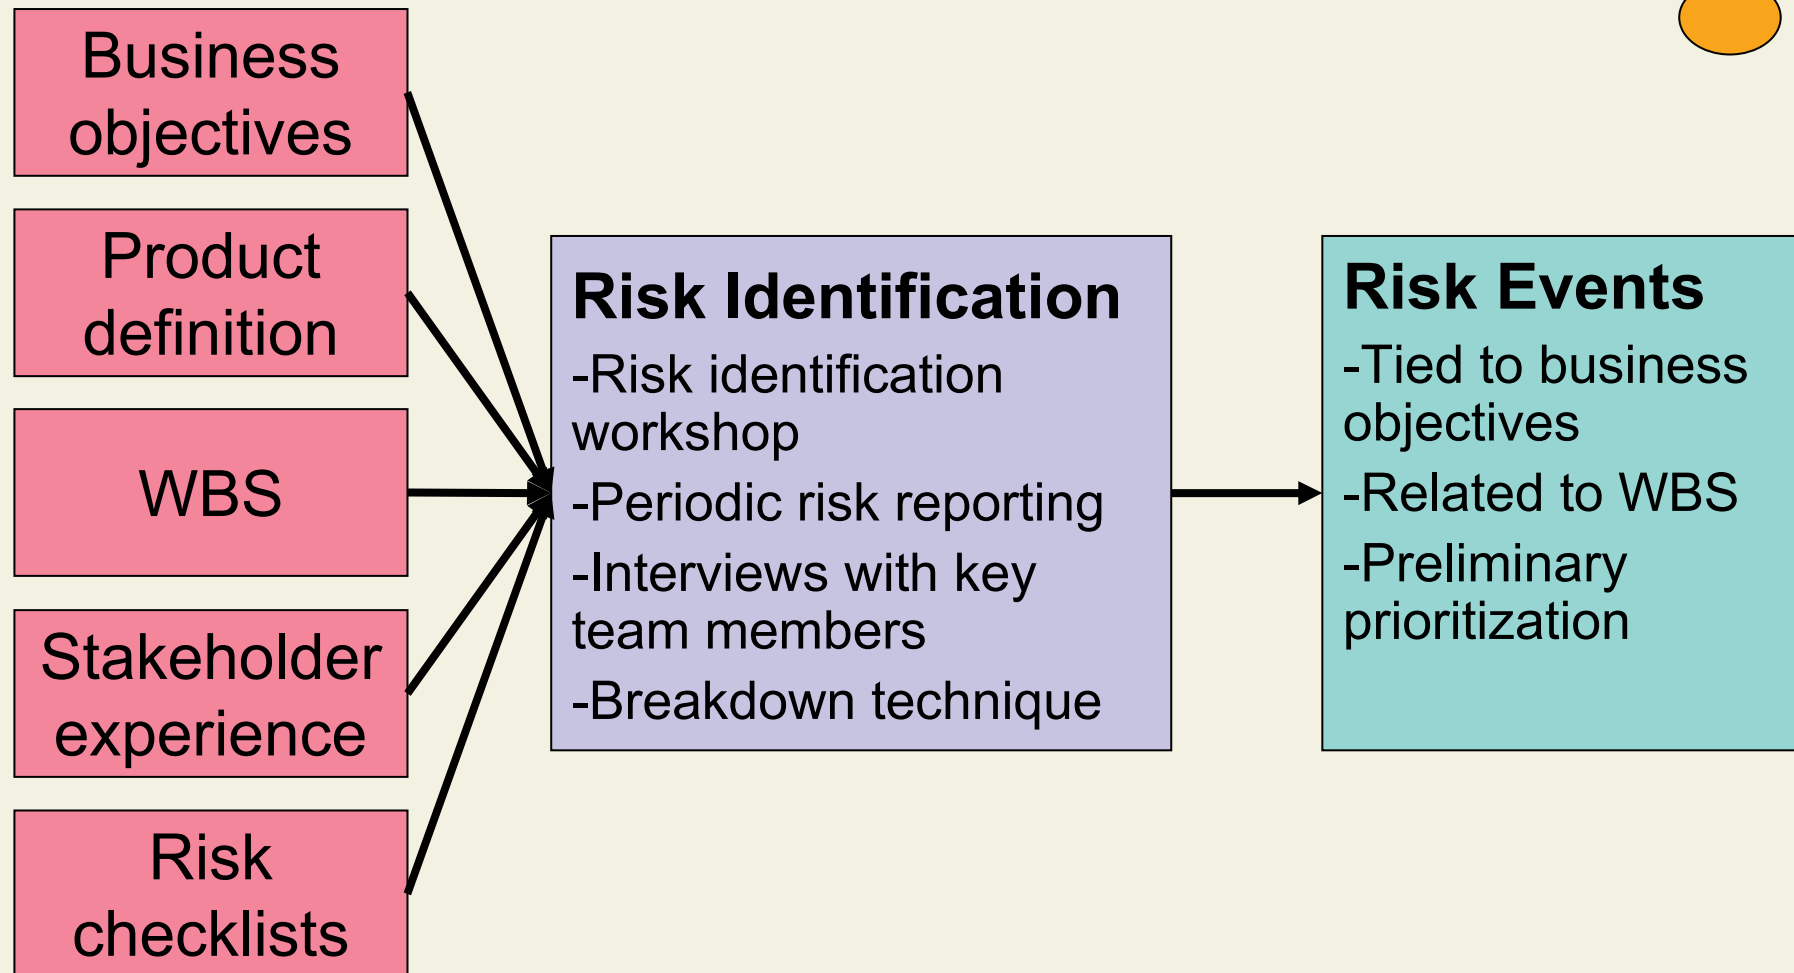 Business
objectives
Product
definition
WBS
Stakeholder
experience
Risk
checklists
Risk Identification
-Risk identification
workshop
-Periodic risk reporting
-Interviews with key
team members
-Breakdown technique
Risk Events
-Tied to business
objectives
-Related to WBS
-Preliminary
prioritization